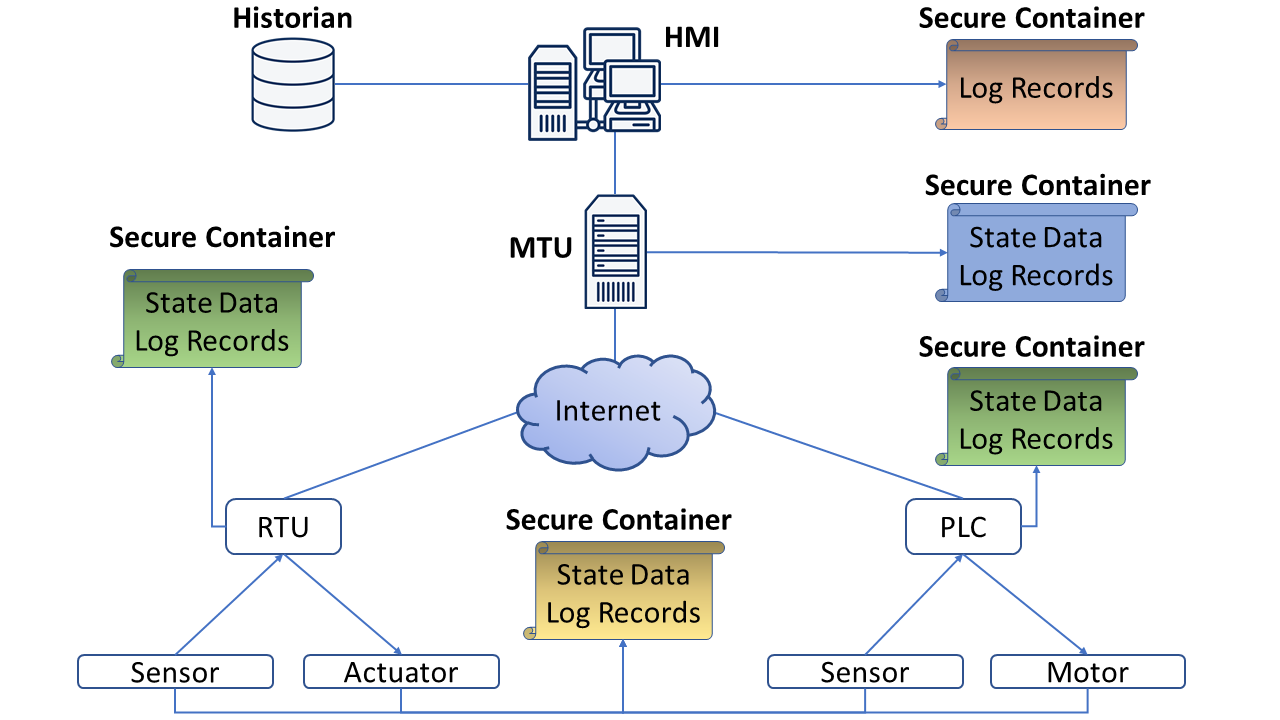 Historian
HMI
Secure Container
Log Records
Secure Container
MTU
State Data
Log Records
Secure Container
State Data
Log Records
Secure Container
State Data
Log Records
Internet
RTU
PLC
Secure Container
State Data
Log Records
Sensor
Actuator
Sensor
Motor